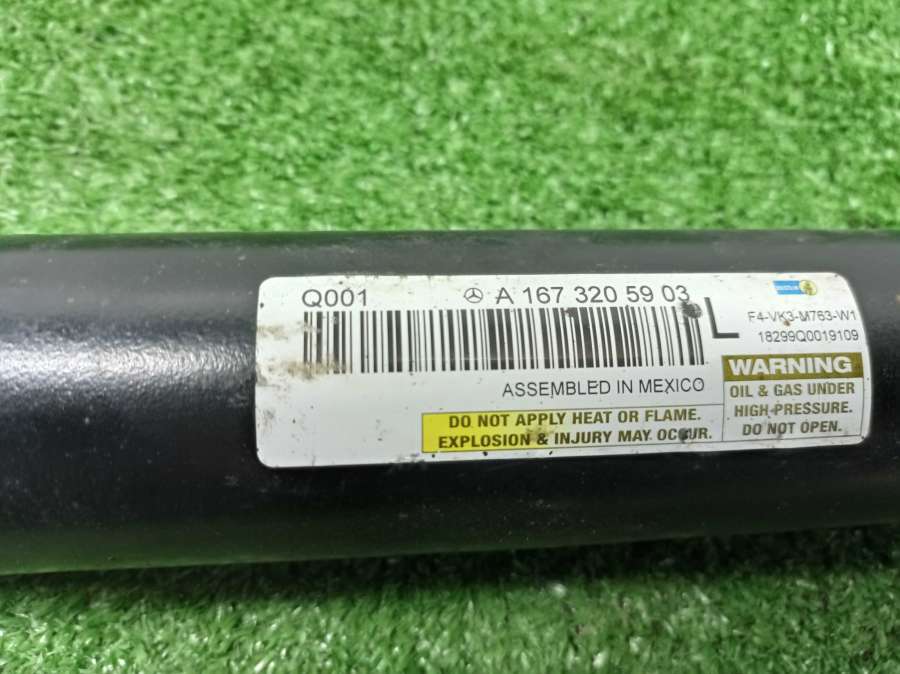 Q001
A 167 320 59 03
L
F4-VK3-M763-W1
18299Q0019109
ASSEMBLED IN MEXICO
WARNING
OIL & GAS UNDER
HIGH PRESSURE.
DO NOT OPEN.
DO NOT APPLY HEAT OR FLAME.
EXPLOSION & INJURY MAY OCCUR.